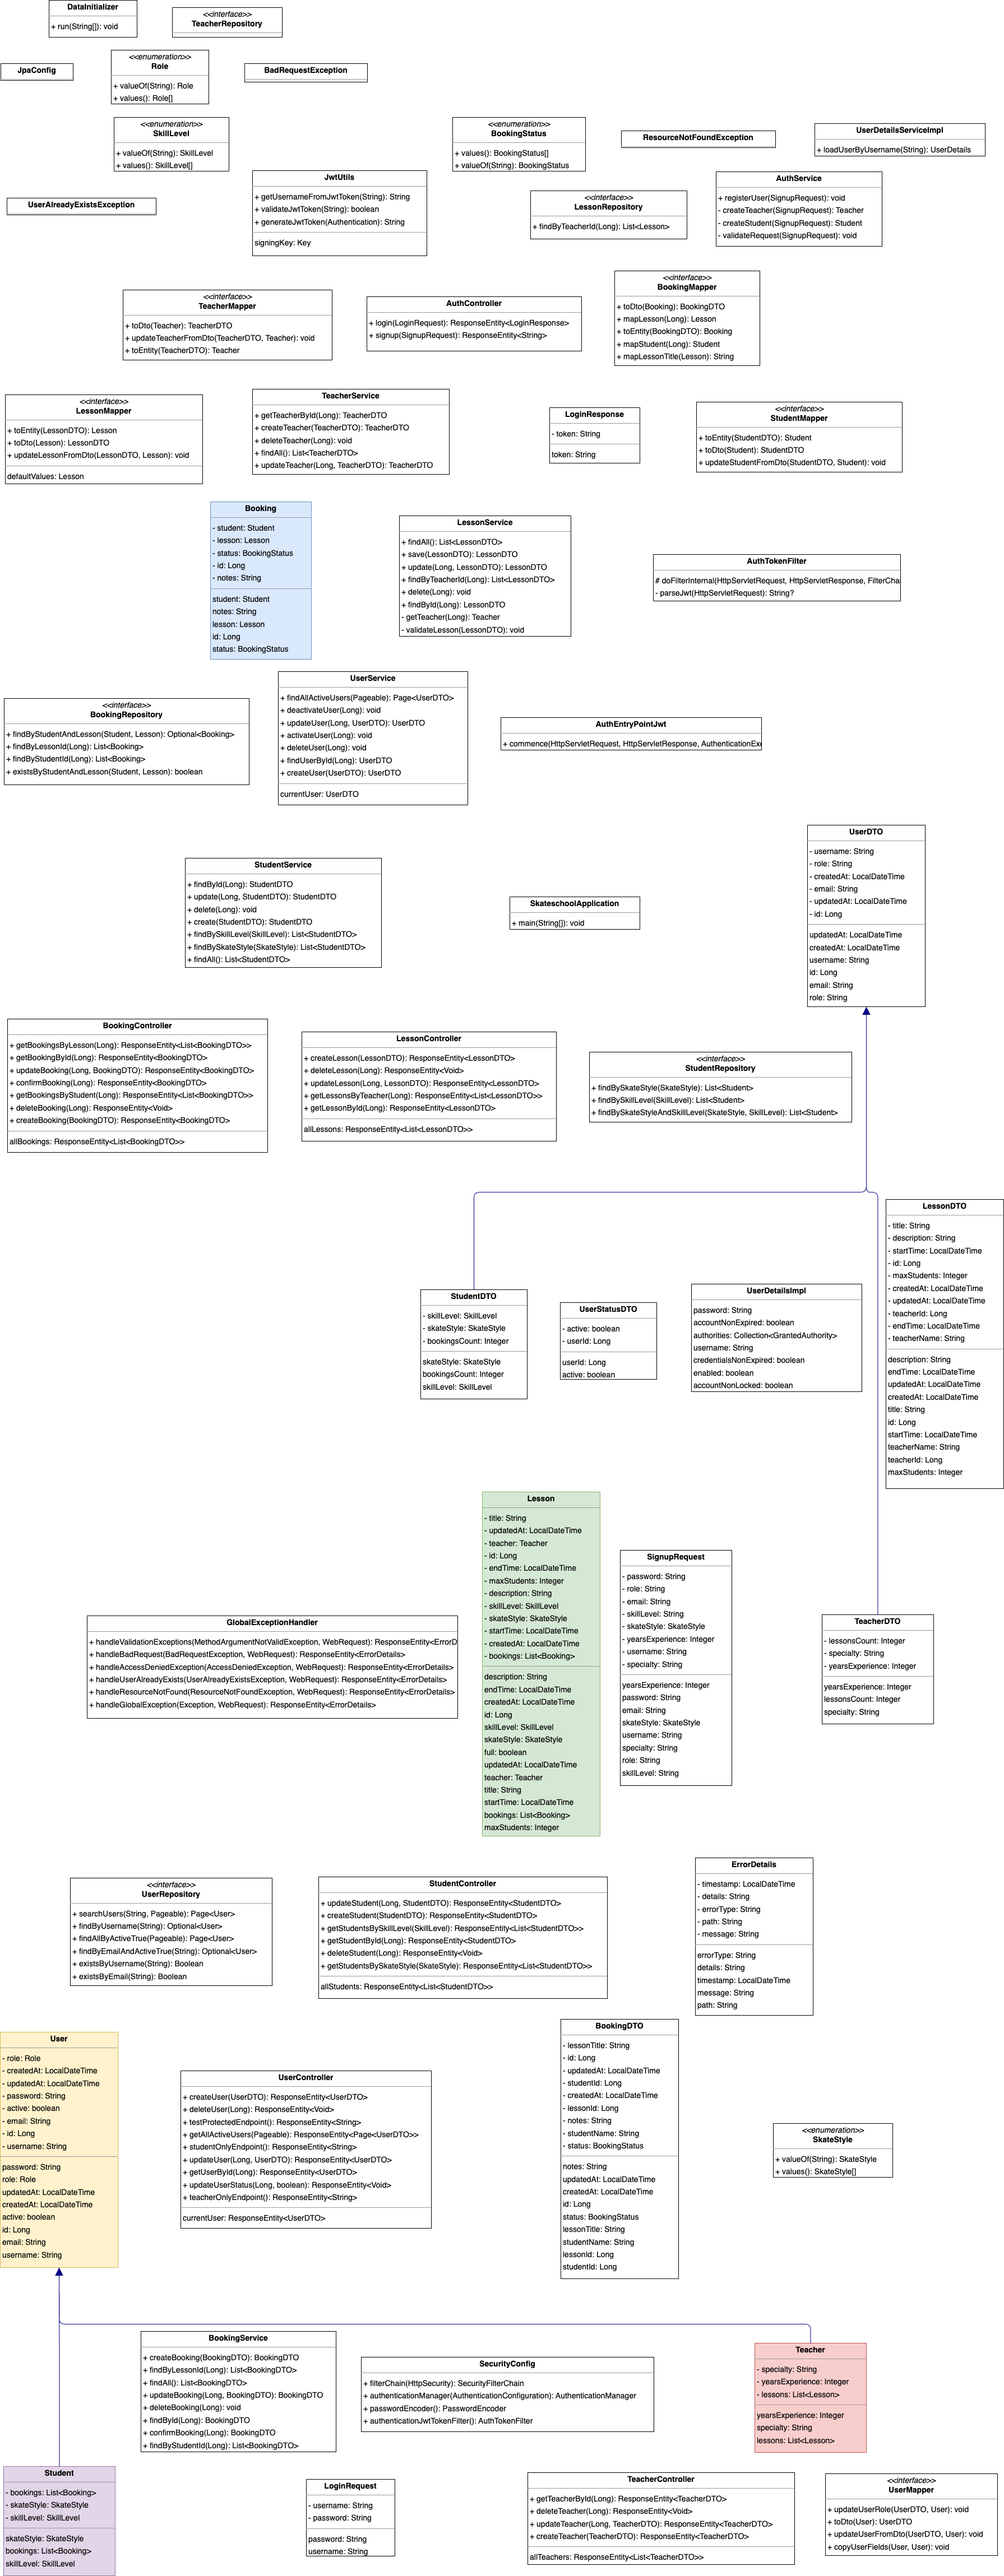 DataInitializer
+ run(String[]): void
<<interface>>
TeacherRepository
JpaConfig
<<enumeration>>
Role
+ valueOf(String): Role
+ values(): Role[]
BadRequestException
<<enumeration>>
SkillLevel
+ valueOf(String): SkillLevel
+ values(): SkillLevel[]
<<enumeration>>
BookingStatus
+ values(): BookingStatus[]
+ valueOf(String): BookingStatus
ResourceNotFoundException
UserDetailsServiceImpl
+ loadUserByUsername(String): UserDetails
UserAlreadyExistsException
JwtUtils
+ getUsernameFromJwtToken(String): String
+ validateJwtToken(String): boolean
+ generateJwtToken(Authentication): String
signingKey: Key
<<interface>>
LessonRepository
+ findByTeacherId(Long): List<Lesson>
AuthService
+ registerUser(SignupRequest): void
- createTeacher(SignupRequest): Teacher
- createStudent(SignupRequest): Student
- validateRequest(SignupRequest): void
<<interface>>
TeacherMapper
+ toDto(Teacher): TeacherDTO
+ updateTeacherFromDto(TeacherDTO, Teacher): void
+ toEntity(TeacherDTO): Teacher
AuthController
+ login(LoginRequest): ResponseEntity<LoginResponse>
+ signup(SignupRequest): ResponseEntity<String>
<<interface>>
BookingMapper
+ toDto(Booking): BookingDTO
+ mapLesson(Long): Lesson
+ toEntity(BookingDTO): Booking
+ mapStudent(Long): Student
+ mapLessonTitle(Lesson): String
<<interface>>
LessonMapper
+ toEntity(LessonDTO): Lesson
+ toDto(Lesson): LessonDTO
+ updateLessonFromDto(LessonDTO, Lesson): void
defaultValues: Lesson
TeacherService
+ getTeacherById(Long): TeacherDTO
+ createTeacher(TeacherDTO): TeacherDTO
+ deleteTeacher(Long): void
+ findAll(): List<TeacherDTO>
+ updateTeacher(Long, TeacherDTO): TeacherDTO
LoginResponse
- token: String
token: String
<<interface>>
StudentMapper
+ toEntity(StudentDTO): Student
+ toDto(Student): StudentDTO
+ updateStudentFromDto(StudentDTO, Student): void
Booking
- student: Student
- lesson: Lesson
- status: BookingStatus
- id: Long
- notes: String
student: Student
notes: String
lesson: Lesson
id: Long
status: BookingStatus
LessonService
+ findAll(): List<LessonDTO>
+ save(LessonDTO): LessonDTO
+ update(Long, LessonDTO): LessonDTO
+ findByTeacherId(Long): List<LessonDTO>
+ delete(Long): void
+ findById(Long): LessonDTO
- getTeacher(Long): Teacher
- validateLesson(LessonDTO): void
AuthTokenFilter
# doFilterInternal(HttpServletRequest, HttpServletResponse, FilterCha
- parseJwt(HttpServletRequest): String?
<<interface>>
BookingRepository
+ findByStudentAndLesson(Student, Lesson): Optional<Booking>
+ findByLessonId(Long): List<Booking>
+ findByStudentId(Long): List<Booking>
+ existsByStudentAndLesson(Student, Lesson): boolean
UserService
+ findAllActiveUsers(Pageable): Page<UserDTO>
+ deactivateUser(Long): void
+ updateUser(Long, UserDTO): UserDTO
+ activateUser(Long): void
+ deleteUser(Long): void
+ findUserById(Long): UserDTO
+ createUser(UserDTO): UserDTO
currentUser: UserDTO
AuthEntryPointJwt
+ commence(HttpServletRequest, HttpServletResponse, AuthenticationEx
UserDTO
- username: String
- role: String
- createdAt: LocalDateTime
- email: String
- updatedAt: LocalDateTime
- id: Long
updatedAt: LocalDateTime
createdAt: LocalDateTime
username: String
id: Long
email: String
role: String
StudentService
+ findById(Long): StudentDTO
+ update(Long, StudentDTO): StudentDTO
+ delete(Long): void
+ create(StudentDTO): StudentDTO
+ findBySkillLevel(SkillLevel): List<StudentDTO>
+ findBySkateStyle(SkateStyle): List<StudentDTO>
+ findAll(): List<StudentDTO>
SkateschoolApplication
+ main(String[]): void
BookingController
+ getBookingsByLesson(Long): ResponseEntity<List<BookingDTO>>
+ getBookingById(Long): ResponseEntity<BookingDTO>
+ updateBooking(Long, BookingDTO): ResponseEntity<BookingDTO>
+ confirmBooking(Long): ResponseEntity<BookingDTO>
+ getBookingsByStudent(Long): ResponseEntity<List<BookingDTO>>
+ deleteBooking(Long): ResponseEntity<Void>
+ createBooking(BookingDTO): ResponseEntity<BookingDTO>
allBookings: ResponseEntity<List<BookingDTO>>
LessonController
+ createLesson(LessonDTO): ResponseEntity<LessonDTO>
+ deleteLesson(Long): ResponseEntity<Void>
+ updateLesson(Long, LessonDTO): ResponseEntity<LessonDTO>
+ getLessonsByTeacher(Long): ResponseEntity<List<LessonDTO>>
+ getLessonById(Long): ResponseEntity<LessonDTO>
allLessons: ResponseEntity<List<LessonDTO>>
<<interface>>
StudentRepository
+ findBySkateStyle(SkateStyle): List<Student>
+ findBySkillLevel(SkillLevel): List<Student>
+ findBySkateStyleAndSkillLevel(SkateStyle, SkillLevel): List<Student>
LessonDTO
- title: String
- description: String
- startTime: LocalDateTime
- id: Long
- maxStudents: Integer
- createdAt: LocalDateTime
- updatedAt: LocalDateTime
- teacherId: Long
- endTime: LocalDateTime
- teacherName: String
description: String
endTime: LocalDateTime
updatedAt: LocalDateTime
createdAt: LocalDateTime
title: String
id: Long
startTime: LocalDateTime
teacherName: String
teacherId: Long
maxStudents: Integer
StudentDTO
- skillLevel: SkillLevel
- skateStyle: SkateStyle
- bookingsCount: Integer
skateStyle: SkateStyle
bookingsCount: Integer
skillLevel: SkillLevel
UserStatusDTO
- active: boolean
- userId: Long
userId: Long
active: boolean
UserDetailsImpl
password: String
accountNonExpired: boolean
authorities: Collection<GrantedAuthority>
username: String
credentialsNonExpired: boolean
enabled: boolean
accountNonLocked: boolean
Lesson
- title: String
- updatedAt: LocalDateTime
- teacher: Teacher
- id: Long
- endTime: LocalDateTime
- maxStudents: Integer
- description: String
- skillLevel: SkillLevel
- skateStyle: SkateStyle
- startTime: LocalDateTime
- createdAt: LocalDateTime
- bookings: List<Booking>
description: String
endTime: LocalDateTime
createdAt: LocalDateTime
id: Long
skillLevel: SkillLevel
skateStyle: SkateStyle
full: boolean
updatedAt: LocalDateTime
teacher: Teacher
title: String
startTime: LocalDateTime
bookings: List<Booking>
maxStudents: Integer
SignupRequest
- password: String
- role: String
- email: String
- skillLevel: String
- skateStyle: String
- yearsExperience: Integer
- username: String
- specialty: String
yearsExperience: Integer
password: String
email: String
skateStyle: String
username: String
specialty: String
role: String
skillLevel: String
GlobalExceptionHandler
+ handleValidationExceptions(MethodArgumentNotValidException, WebRequest): ResponseEntity<ErrorD
+ handleBadRequest(BadRequestException, WebRequest): ResponseEntity<ErrorDetails>
+ handleAccessDeniedException(AccessDeniedException, WebRequest): ResponseEntity<ErrorDetails>
+ handleUserAlreadyExists(UserAlreadyExistsException, WebRequest): ResponseEntity<ErrorDetails>
+ handleResourceNotFound(ResourceNotFoundException, WebRequest): ResponseEntity<ErrorDetails>
+ handleGlobalException(Exception, WebRequest): ResponseEntity<ErrorDetails>
TeacherDTO
- lessonsCount: Integer
- specialty: String
- yearsExperience: Integer
yearsExperience: Integer
lessonsCount: Integer
specialty: String
<<interface>>
UserRepository
+ searchUsers(String, Pageable): Page<User>
+ findByUsername(String): Optional<User>
+ findAllByActiveTrue(Pageable): Page<User>
+ findByEmailAndActiveTrue(String): Optional<User>
+ existsByUsername(String): Boolean
+ existsByEmail(String): Boolean
StudentController
+ updateStudent(Long, StudentDTO): ResponseEntity<StudentDTO>
+ createStudent(StudentDTO): ResponseEntity<StudentDTO>
+ getStudentsBySkillLevel(SkillLevel): ResponseEntity<List<StudentDTO>>
+ getStudentById(Long): ResponseEntity<StudentDTO>
+ deleteStudent(Long): ResponseEntity<Void>
+ getStudentsBySkateStyle(SkateStyle): ResponseEntity<List<StudentDTO>>
allStudents: ResponseEntity<List<StudentDTO>>
ErrorDetails
- timestamp: LocalDateTime
- details: String
- errorType: String
- path: String
- message: String
errorType: String
details: String
timestamp: LocalDateTime
message: String
path: String
User
- role: Role
- createdAt: LocalDateTime
- updatedAt: LocalDateTime
- password: String
- active: boolean
- email: String
- id: Long
- username: String
password: String
role: Role
updatedAt: LocalDateTime
createdAt: LocalDateTime
active: boolean
id: Long
email: String
username: String
UserController
+ createUser(UserDTO): ResponseEntity<UserDTO>
+ deleteUser(Long): ResponseEntity<Void>
+ testProtectedEndpoint(): ResponseEntity<String>
+ getAllActiveUsers(Pageable): ResponseEntity<Page<UserDTO>>
+ studentOnlyEndpoint(): ResponseEntity<String>
+ updateUser(Long, UserDTO): ResponseEntity<UserDTO>
+ getUserById(Long): ResponseEntity<UserDTO>
+ updateUserStatus(Long, boolean): ResponseEntity<Void>
+ teacherOnlyEndpoint(): ResponseEntity<String>
currentUser: ResponseEntity<UserDTO>
BookingDTO
- lessonTitle: String
- id: Long
- updatedAt: LocalDateTime
- studentId: Long
- createdAt: LocalDateTime
- lessonId: Long
- notes: String
- studentName: String
- status: BookingStatus
notes: String
updatedAt: LocalDateTime
createdAt: LocalDateTime
id: Long
status: BookingStatus
lessonTitle: String
studentName: String
lessonId: Long
studentId: Long
<<enumeration>>
SkateStyle
+ valueOf(String): SkateStyle
+ values(): SkateStyle[]
BookingService
+ createBooking(BookingDTO): BookingDTO
+ findByLessonId(Long): List<BookingDTO>
+ findAll(): List<BookingDTO>
+ updateBooking(Long, BookingDTO): BookingDTO
+ deleteBooking(Long): void
+ findById(Long): BookingDTO
+ confirmBooking(Long): BookingDTO
+ findByStudentId(Long): List<BookingDTO>
SecurityConfig
+ filterChain(HttpSecurity): SecurityFilterChain
+ authenticationManager(AuthenticationConfiguration): AuthenticationManager
+ passwordEncoder(): PasswordEncoder
+ authenticationJwtTokenFilter(): AuthTokenFilter
Teacher
- specialty: String
- yearsExperience: Integer
- lessons: List<Lesson>
yearsExperience: Integer
specialty: String
lessons: List<Lesson>
Student
- bookings: List<Booking>
- skateStyle: SkateStyle
- skillLevel: SkillLevel
skateStyle: SkateStyle
bookings: List<Booking>
skillLevel: SkillLevel
LoginRequest
- username: String
- password: String
password: String
username: String
TeacherController
+ getTeacherById(Long): ResponseEntity<TeacherDTO>
+ deleteTeacher(Long): ResponseEntity<Void>
+ updateTeacher(Long, TeacherDTO): ResponseEntity<TeacherDTO>
+ createTeacher(TeacherDTO): ResponseEntity<TeacherDTO>
allTeachers: ResponseEntity<List<TeacherDTO>>
<<interface>>
UserMapper
+ updateUserRole(UserDTO, User): void
+ toDto(User): UserDTO
+ updateUserFromDto(UserDTO, User): void
+ copyUserFields(User, User): void